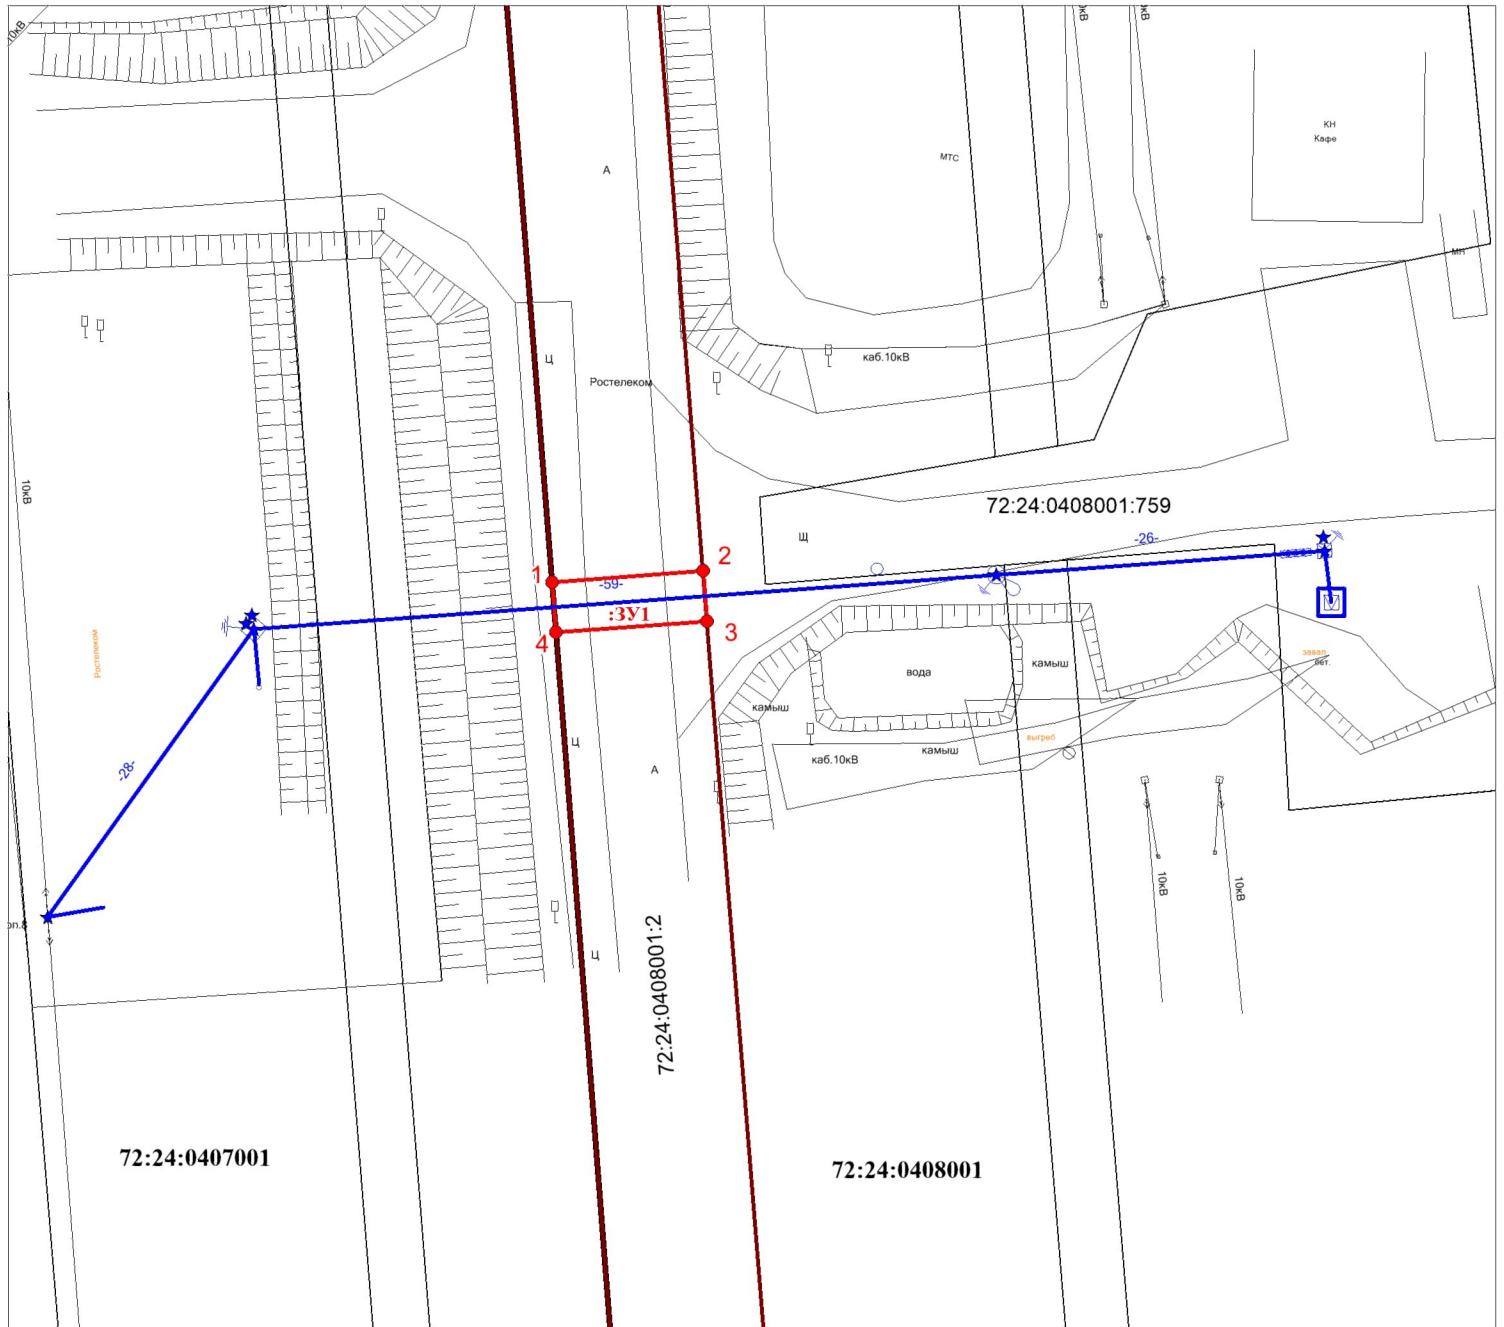 10кВ
кВ
кВ
КН
Кафе
МТС
А
МН
Ц
каб.10кВ
Ростелеком
10кВ
72:24:0408001:759
Щ
-26-
1
2
-59-
:ЗУ1
3
4
Ростелеком
вода
камыш
завал
камыш
выгреб
Ц
камыш
каб.10кВ
А
-28-
10кВ
10кВ
оп.8
72:24:0408001:2
Ц
72:24:0407001
72:24:0408001